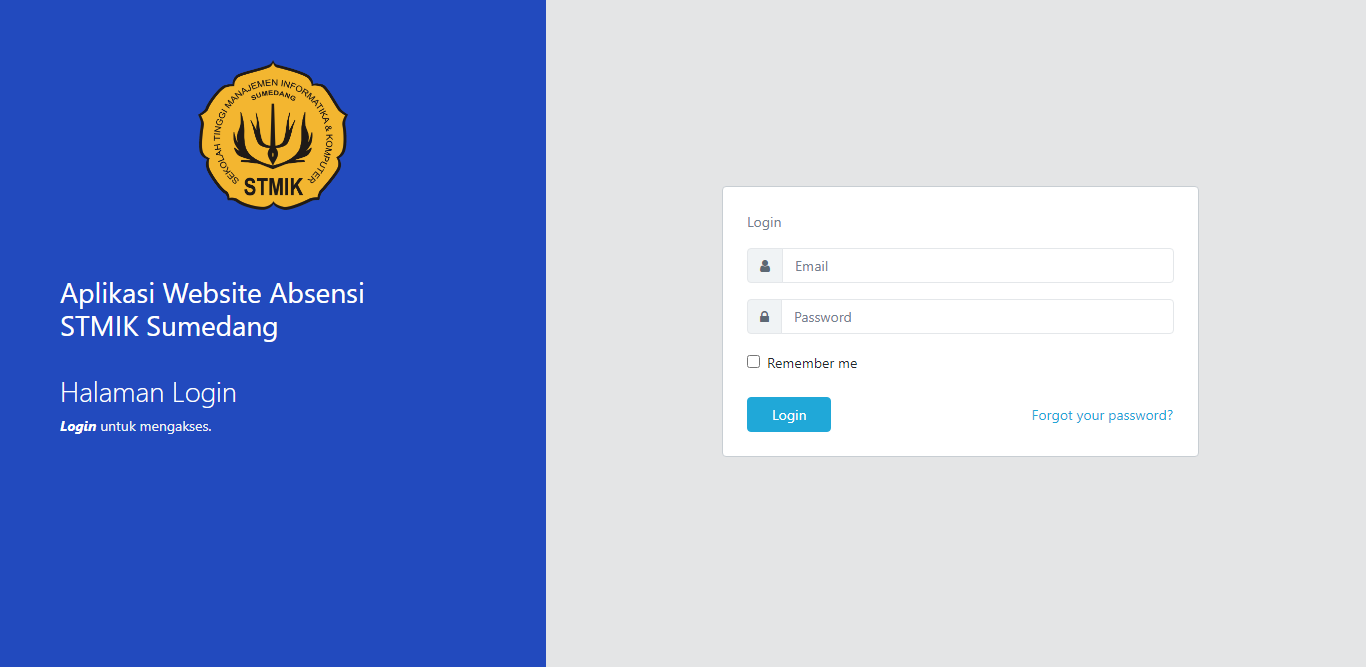 SEKOLAH TINGGI MANAJEMEN INFORMATIKA & KOMPUTER
SUMEDANG
STMIK
Aplikasi Website Absensi
STMIK Sumedang
Halaman Login
Login untuk mengakses.
Login
Email
Password
Remember me
Login
Forgot your password?